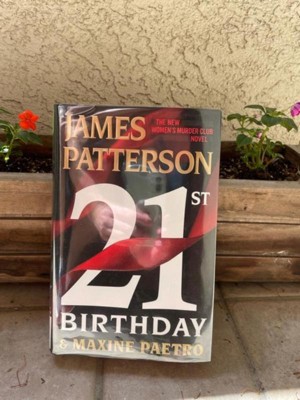 JAMES
PATTERSON
THE NEW
WOMEN'S MURDER CLUB
NOVEL
21ST
BIRTHDAY
& MAXINE PAETRO